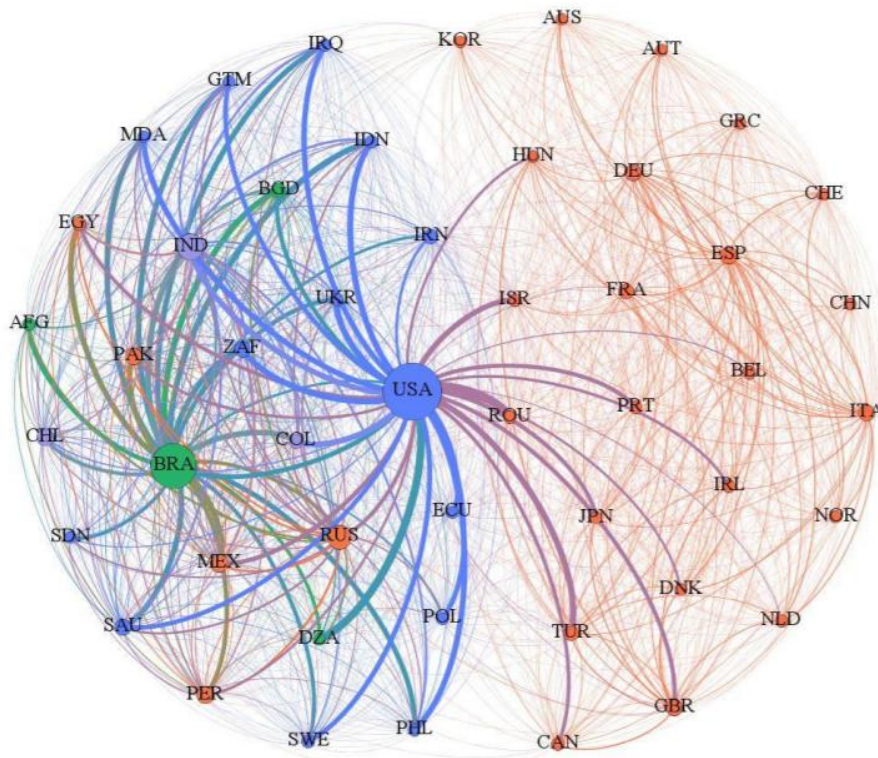 AUS
KOR
IRQ
AUT
GTM
GRC
MDA
IDN
HUN
DEU
BGD
CHE
EGY
IND
IRN
ESP
UKR
ISR
FRA
CHN
AFG
PAK
ZAF
USA
BEL
ROU
PRT
ITA
CHL
COL
BRA
IRL
ECU
JPN
NOR
SDN
RUS
MEX
DNK
POL
NLD
SAU
DZA
TUR
PER
GBR
SWE
PHL
CAN